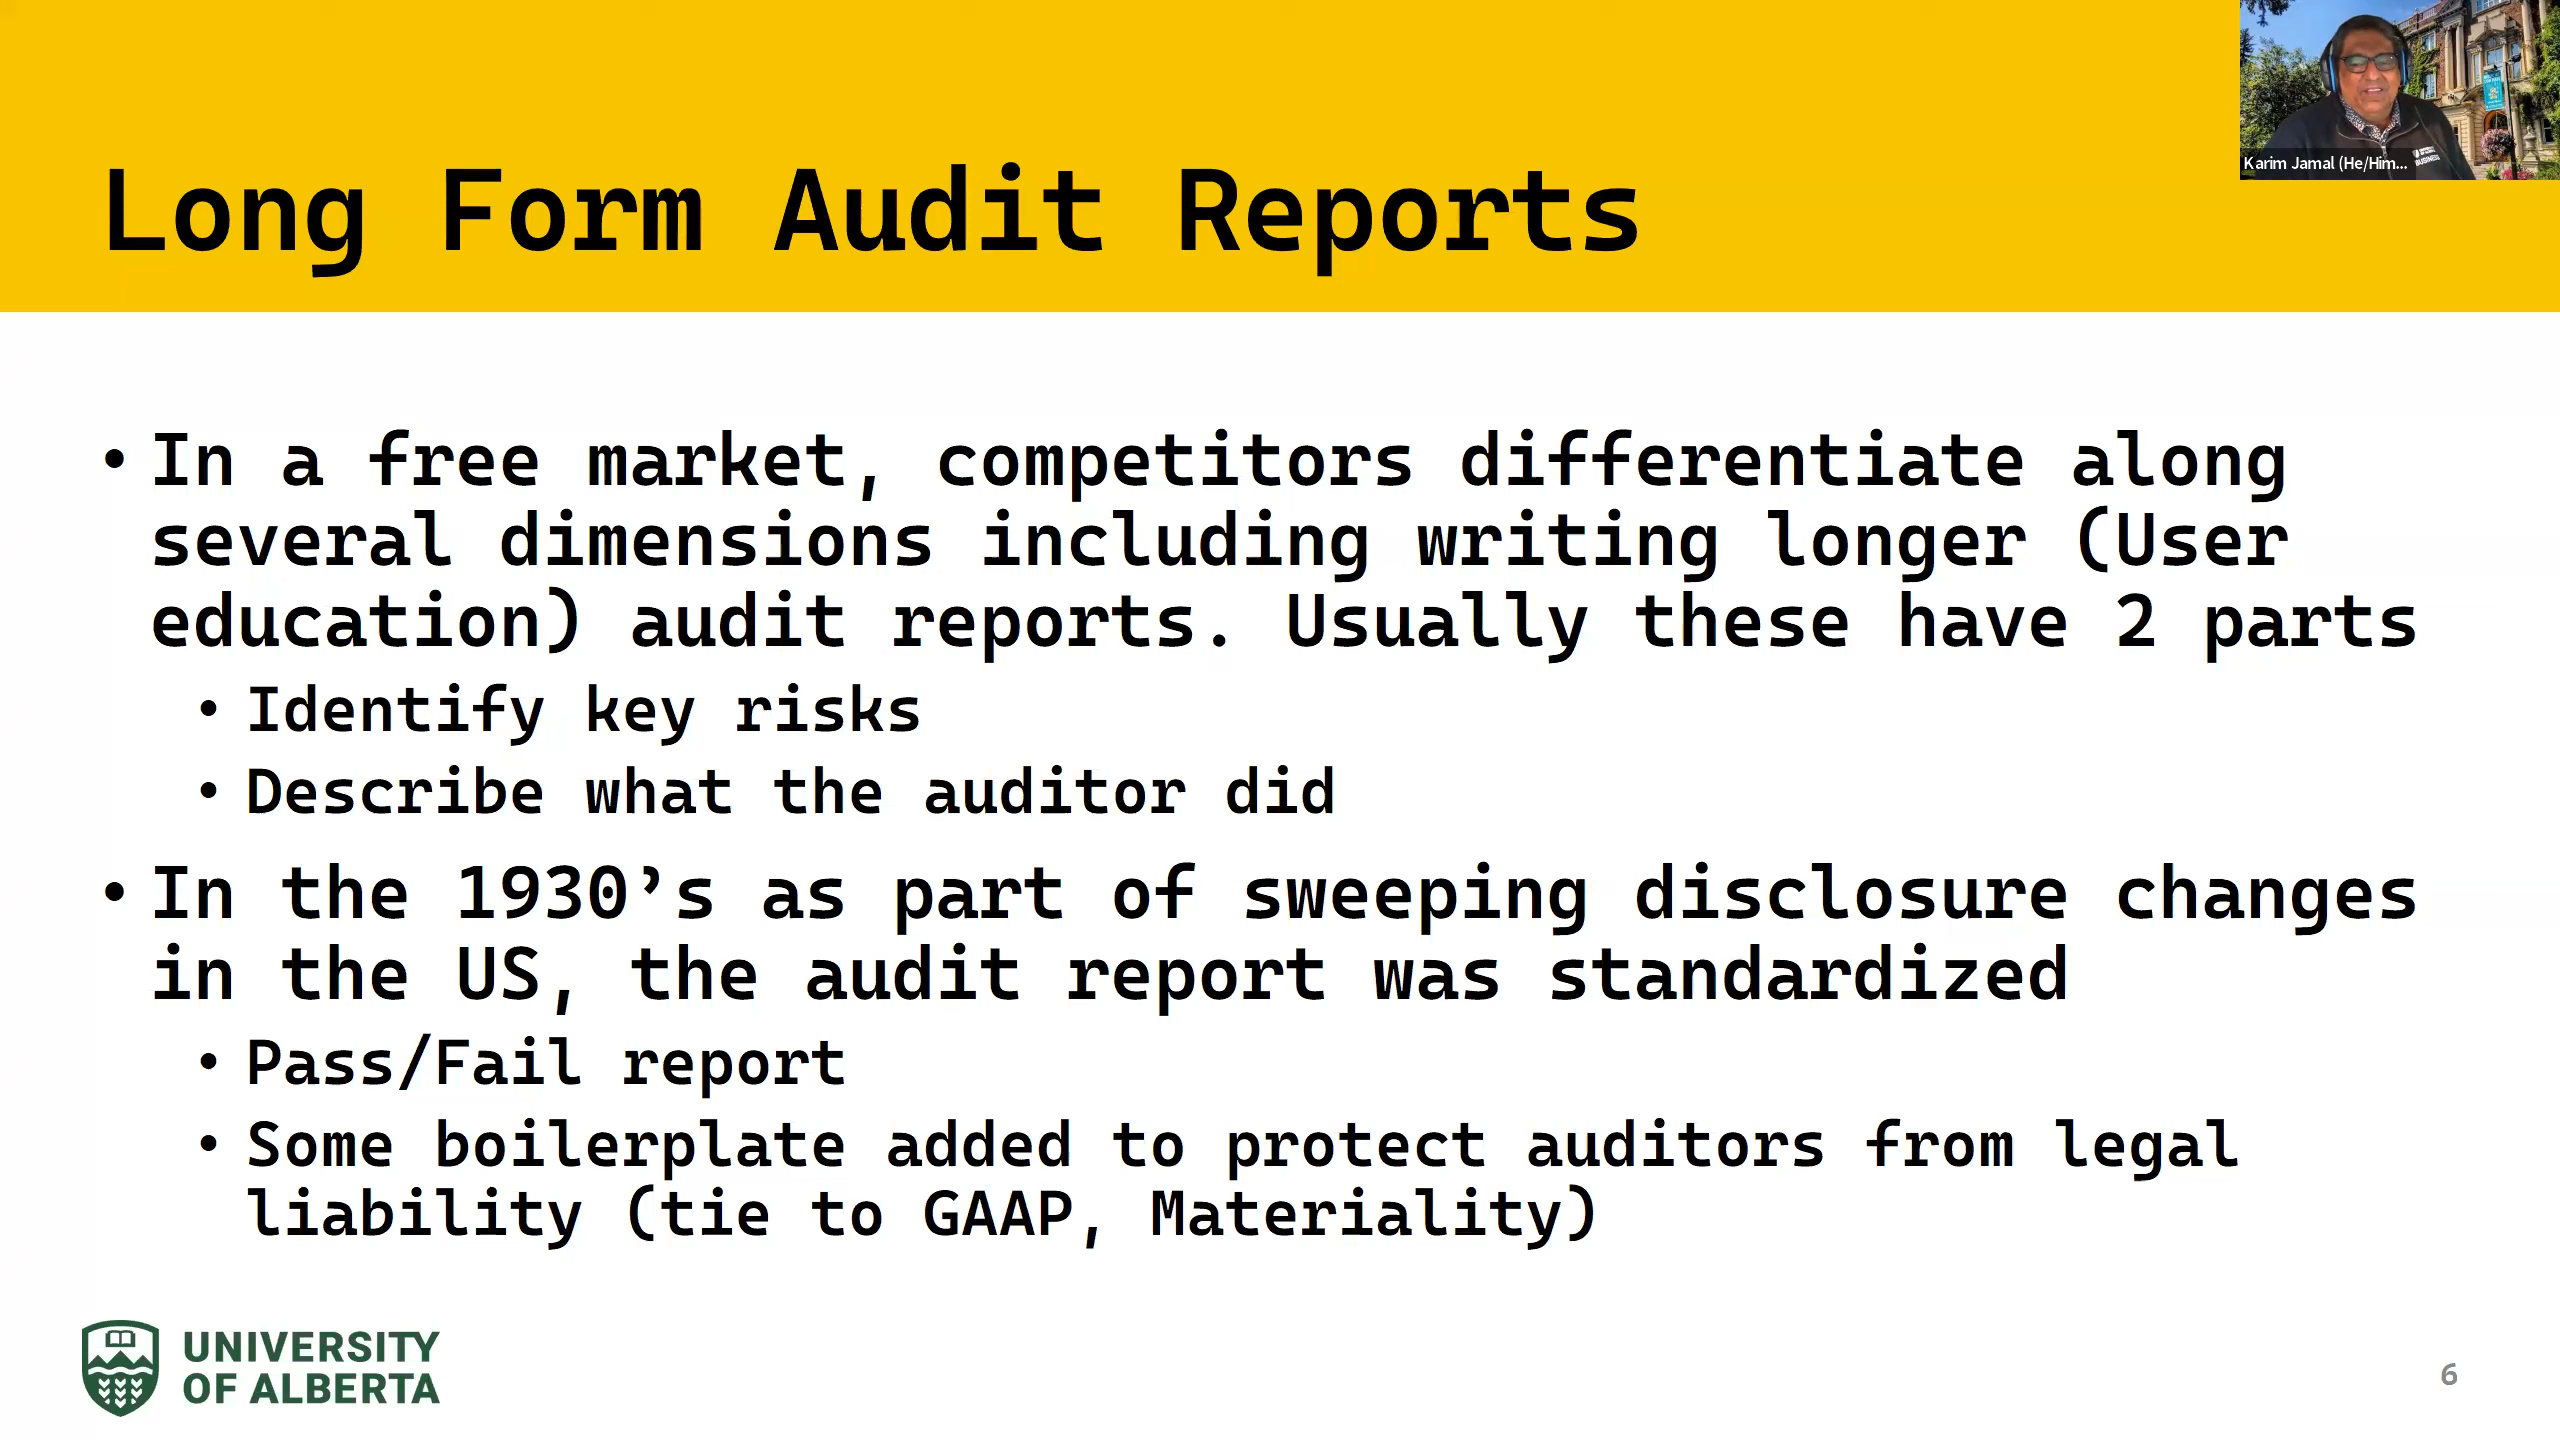 Karim Jamal (He/Him...
Long Form Audit Reports
• In a free market, competitors differentiate along
several dimensions including writing longer (User
education) audit reports. Usually these have 2 parts
• Identify key risks
• Describe what the auditor did
• In the 1930’s as part of sweeping disclosure changes
in the US, the audit report was standardized
• Pass/Fail report
• Some boilerplate added to protect auditors from legal
liability (tie to GAAP, Materiality)
UNIVERSITY
OF ALBERTA
6